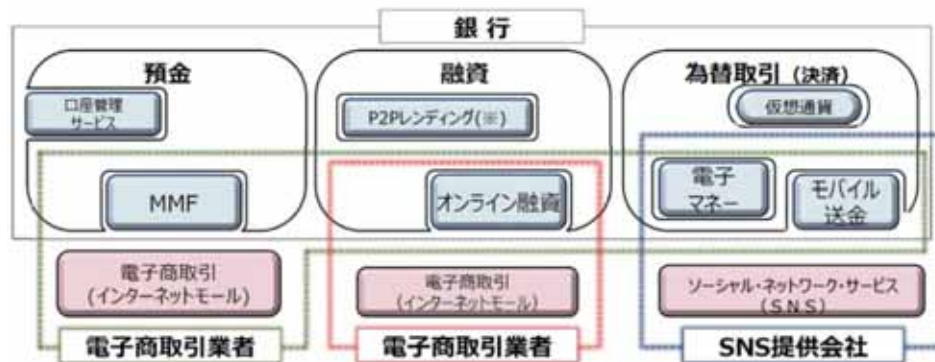 銀行
預金
融資
為替取引（決済）
口座管理
サービス
P2Pレンディング(※)
仮想通貨
MMF
オンライン融資
電子
マネー
モバイル
送金
電子商取引
(インターネットモール)
電子商取引
(インターネットモール)
ソーシャル・ネットワーク・サービス
(ＳＮＳ)
電子商取引業者
電子商取引業者
SNS提供会社